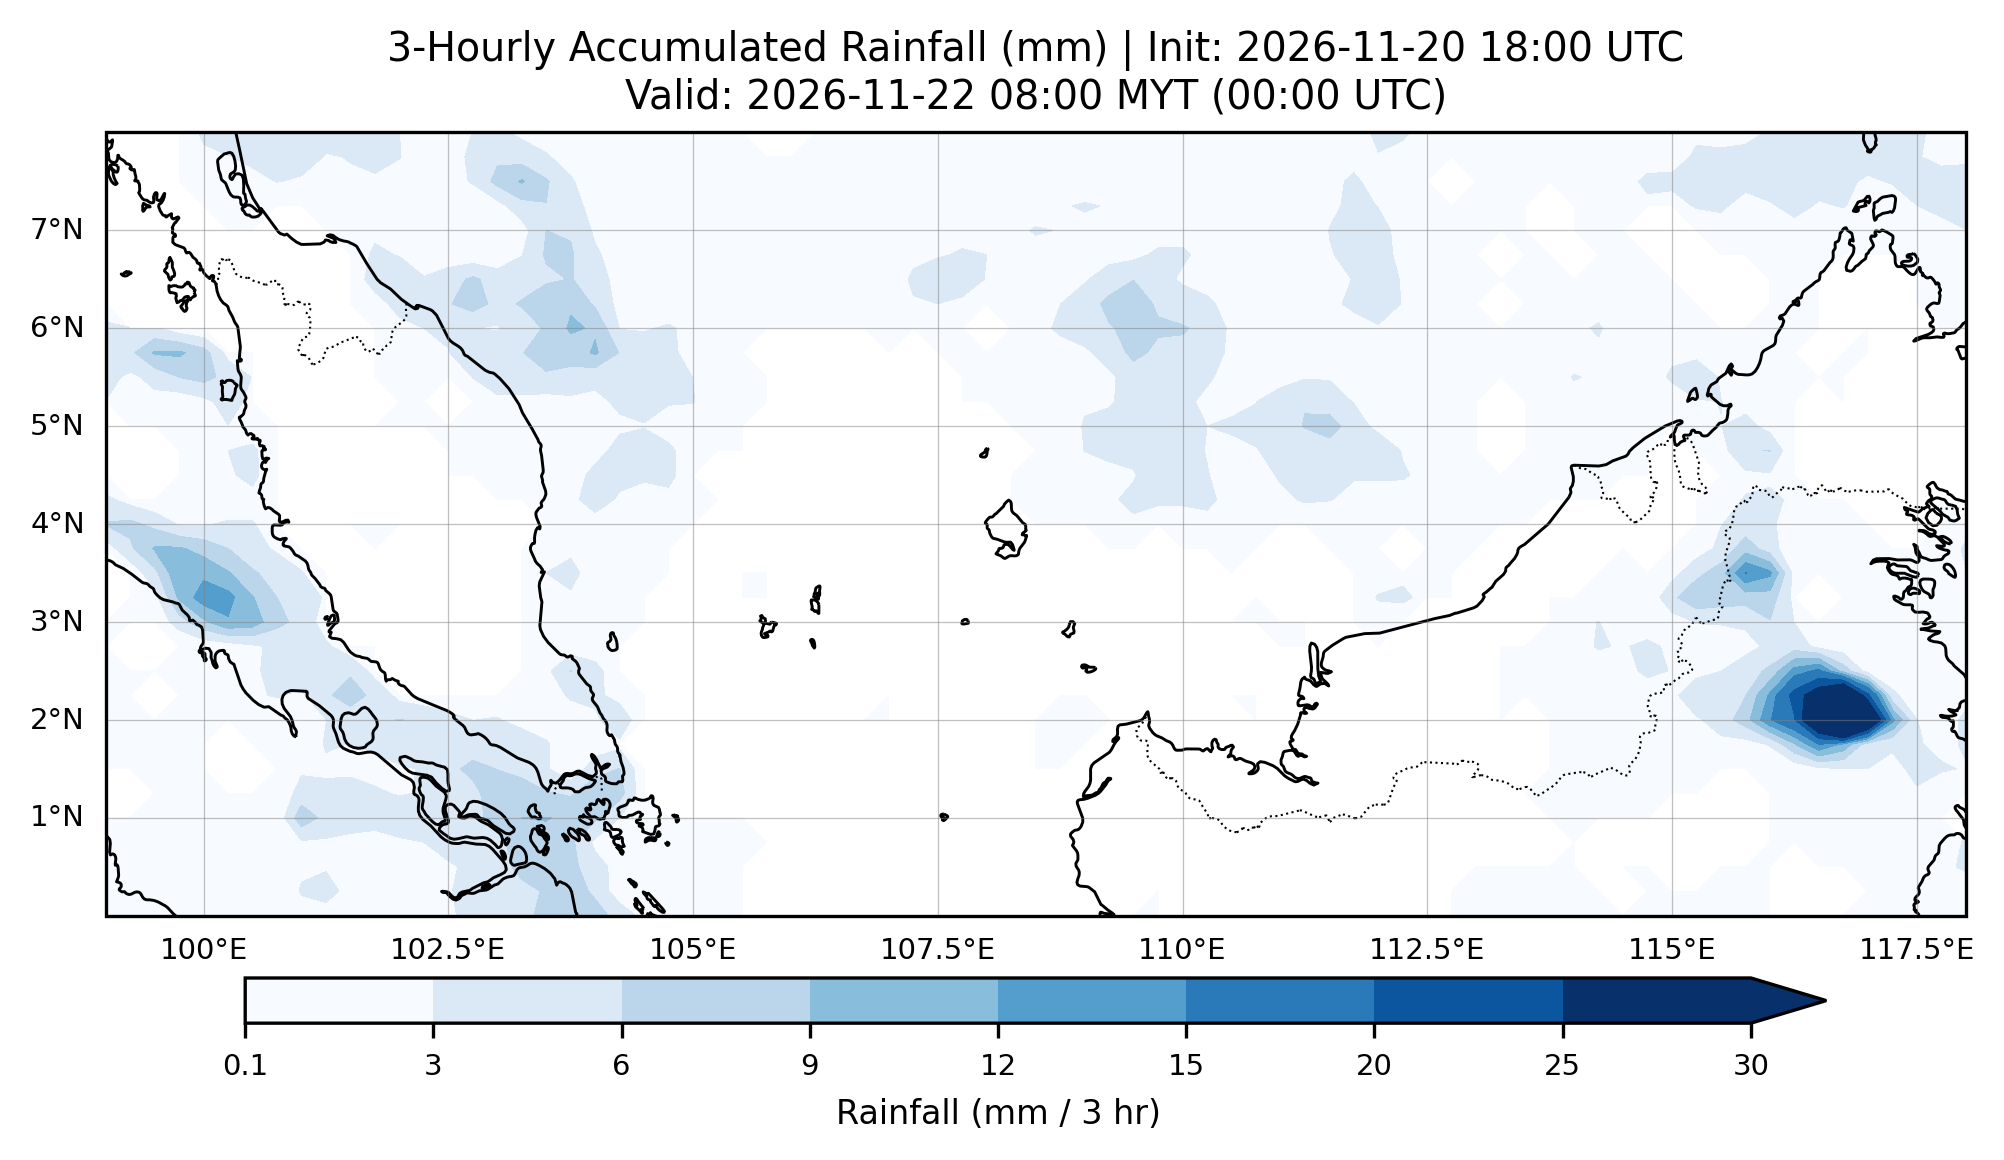 3-Hourly Accumulated Rainfall (mm) | Init: 2026-11-20 18:00 UTC
Valid: 2026-11-22 08:00 MYT (00:00 UTC)
7°N
6°N
5°N
4°N
3°N
2°N
1°N
100°E 102.5°E 105°E 107.5°E 110°E 112.5°E 115°E 117.5°E
0.1 3 6 9 12 15 20 25 30
Rainfall (mm / 3 hr)